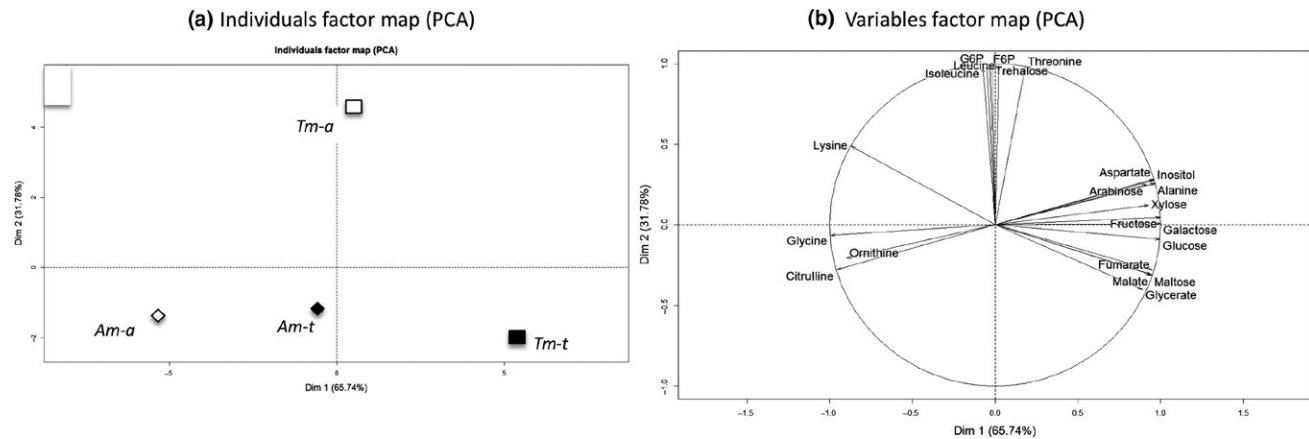 (a) Individuals factor map (PCA)
Individuals factor map (PCA)
Dim 2 (31.78%)
4
2
0
-2
Tm-a
Am-a
Am-t
Tm-t
-5
0
5
Dim 1 (65.74%)
(b) Variables factor map (PCA)
Dim 2 (31.78%)
1.0
0.5
0.0
-0.5
-1.0
G6P F6P Threonine
Leucine Trehalose
Isoleucine
Lysine
Aspartate Inositol
Arabinose Alanine
Xylose
Fructose Galactose
Glycine Glucose
Ornithine
Citrulline Fumarate
Malate Maltose
Glycerate
-1.5 -1.0 -0.5 0.0 0.5 1.0 1.5
Dim 1 (65.74%)